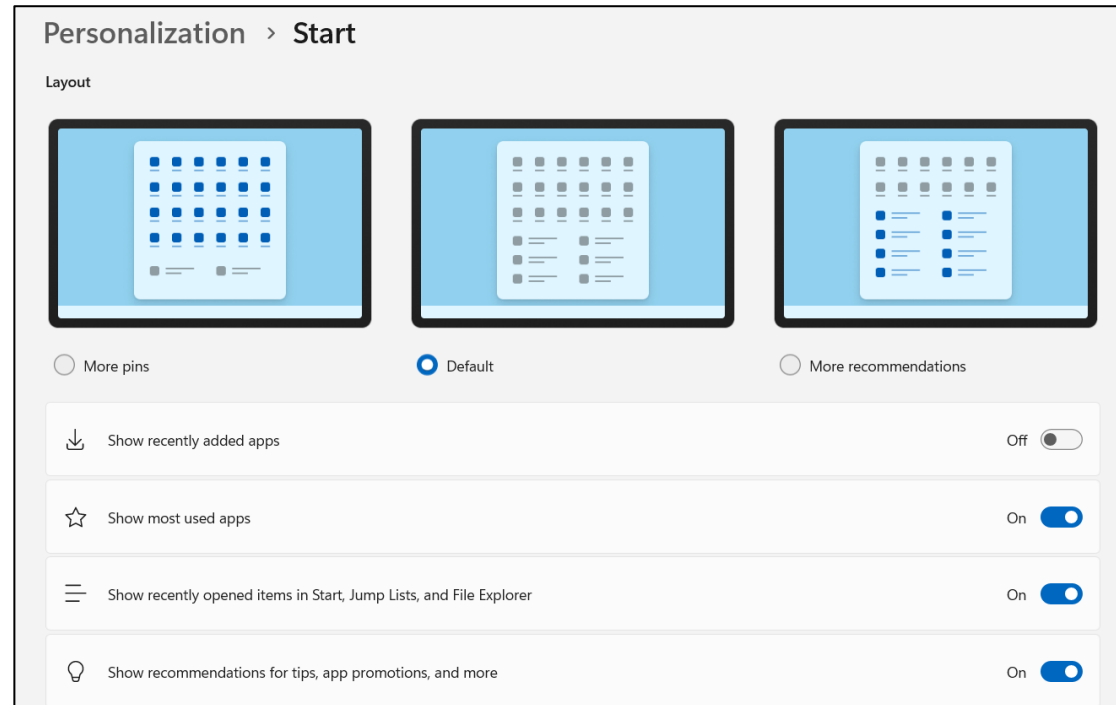 Personalization > Start
Layout
More pins
Default
More recommendations
Show recently added apps
Off
Show most used apps
On
Show recently opened items in Start, Jump Lists, and File Explorer
On
Show recommendations for tips, app promotions, and more
On